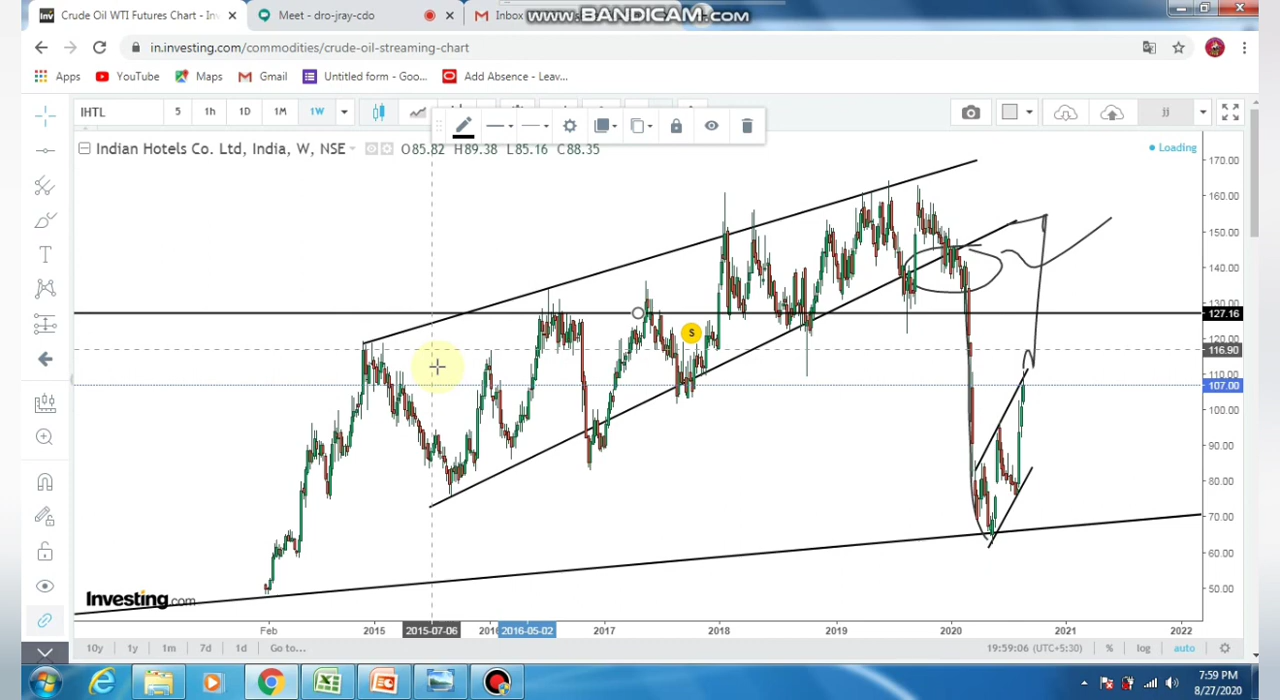 Crude Oil WTI Futures Chart - Inv
Meet - dro-jray-cdo
Inbox
www.BANDICAM.com
in.investing.com/commodities/crude-oil-streaming-chart
Apps YouTube Maps Gmail Untitled form - Goo... Add Absence - Leav...
IHTL 5 1h 1D 1M 1W jj
Indian Hotels Co. Ltd, India, W, NSE O85.82 H89.38 L85.16 C88.35
Loading
170.00
160.00
150.00
140.00
130.00
127.16
120.00
116.90
110.00
107.00
100.00
90.00
80.00
70.00
60.00
50.00
S
Investing.com
Feb 2015 2015-07-06 2016-05-02 2017 2018 2019 2020 2021 2022
10y 1y 1m 7d 1d Go to... 19:59:06 (UTC+5:30) % log auto
7:59 PM
8/27/2020